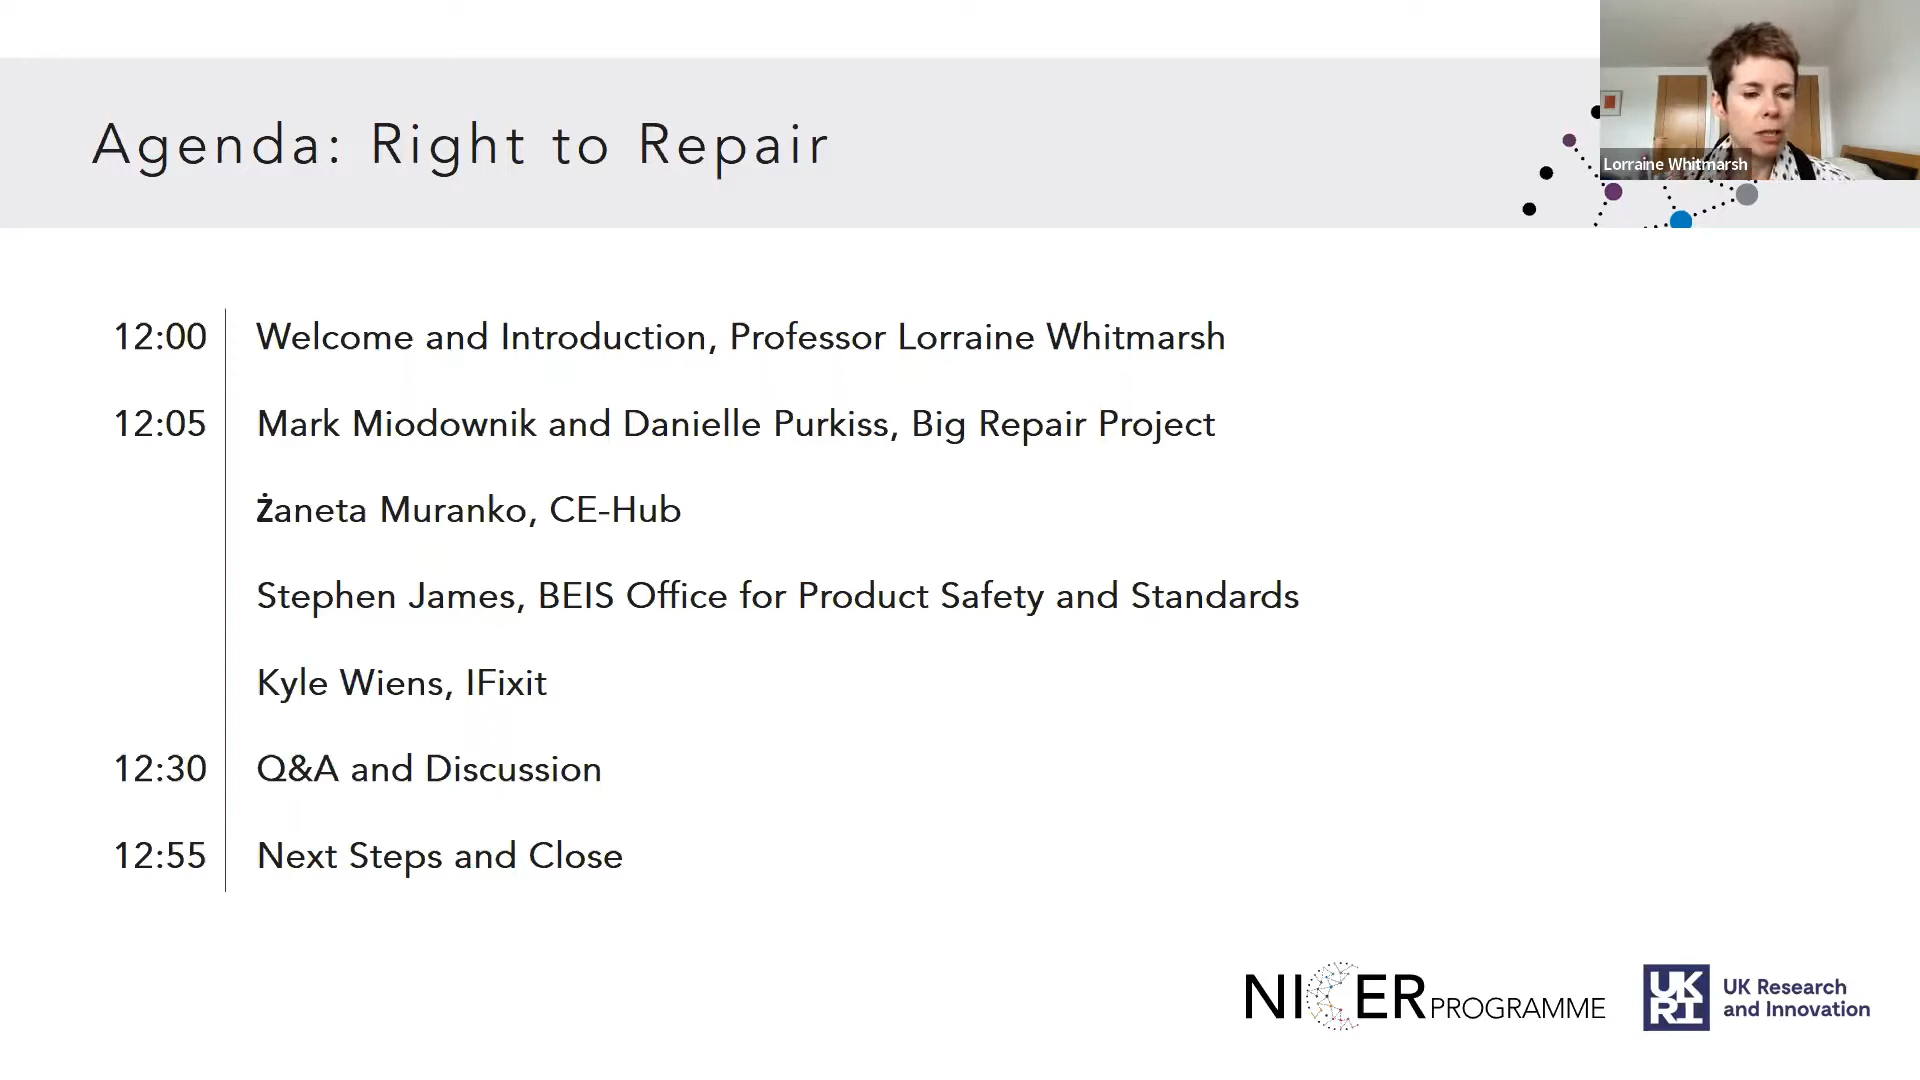 Agenda: Right to Repair
Lorraine Whitmarsh
12:00 Welcome and Introduction, Professor Lorraine Whitmarsh
12:05 Mark Miodownik and Danielle Purkiss, Big Repair Project
Żaneta Muranko, CE-Hub
Stephen James, BEIS Office for Product Safety and Standards
Kyle Wiens, IFixit
12:30 Q&A and Discussion
12:55 Next Steps and Close
NICER PROGRAMME
UKRI
UK Research
and Innovation